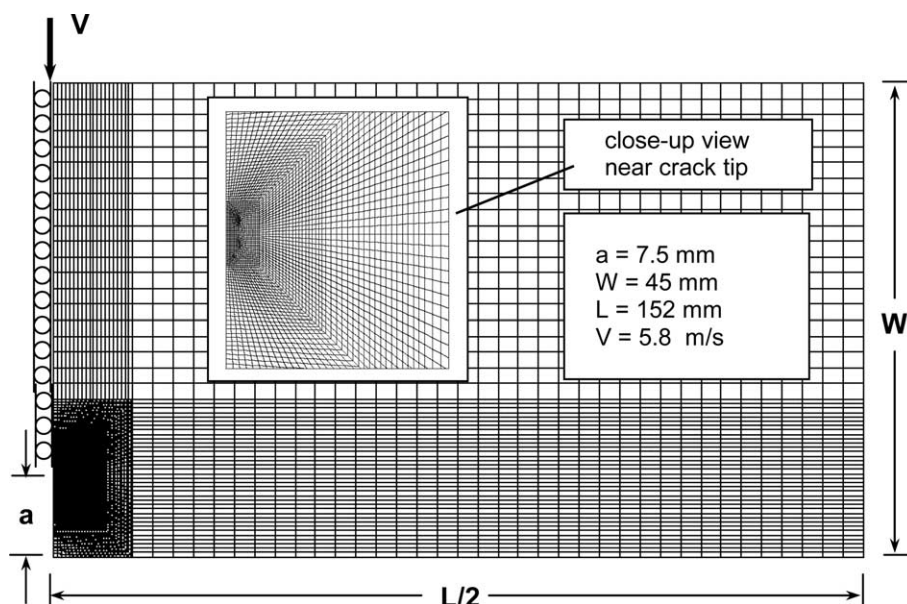 V
close-up view
near crack tip
a = 7.5 mm
W = 45 mm
L = 152 mm
V = 5.8 m/s
W
a
L/2